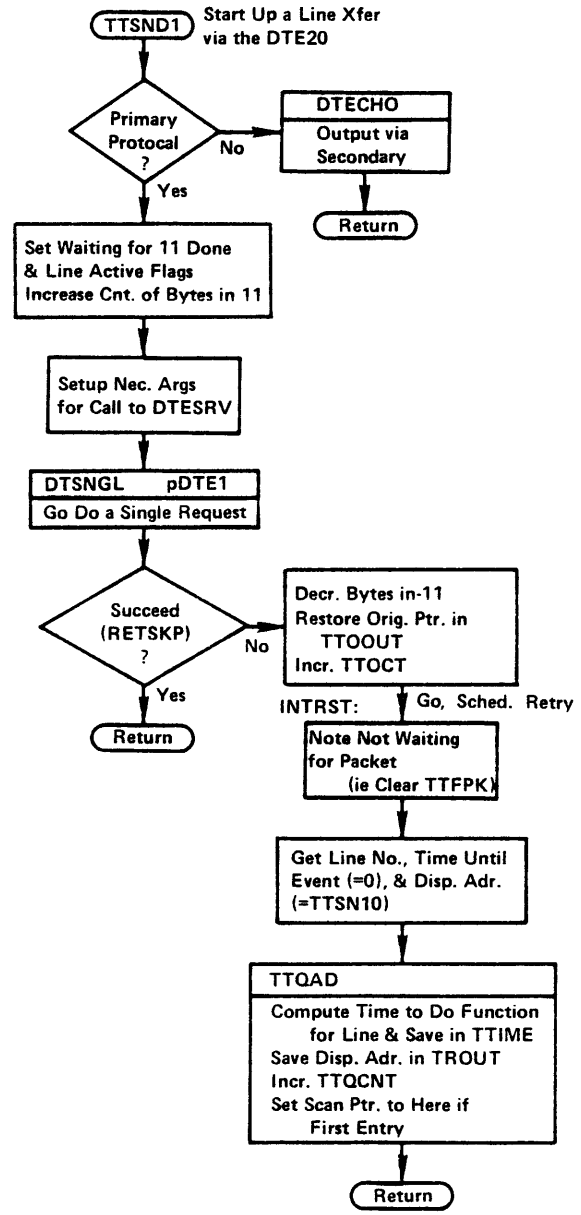 TTSND1
Start Up a Line Xfer
via the DTE20
Primary
Protocal
?
No
Yes
DTECHO
Output via
Secondary
Return
Set Waiting for 11 Done
& Line Active Flags
Increase Cnt. of Bytes in 11
Setup Nec. Args
for Call to DTESRV
DTSNGL pDTE1
Go Do a Single Request
Succeed
(RETSKP)
?
No
Yes
Return
Decr. Bytes in-11
Restore Orig. Ptr. in
TTOOUT
Incr. TTOCT
INTRST:
Go, Sched. Retry
Note Not Waiting
for Packet
(ie Clear TTFPK)
Get Line No., Time Until
Event (=0), & Disp. Adr.
(=TTSN10)
TTQAD
Compute Time to Do Function
for Line & Save in TTIME
Save Disp. Adr. in TROUT
Incr. TTQCNT
Set Scan Ptr. to Here if
First Entry
Return